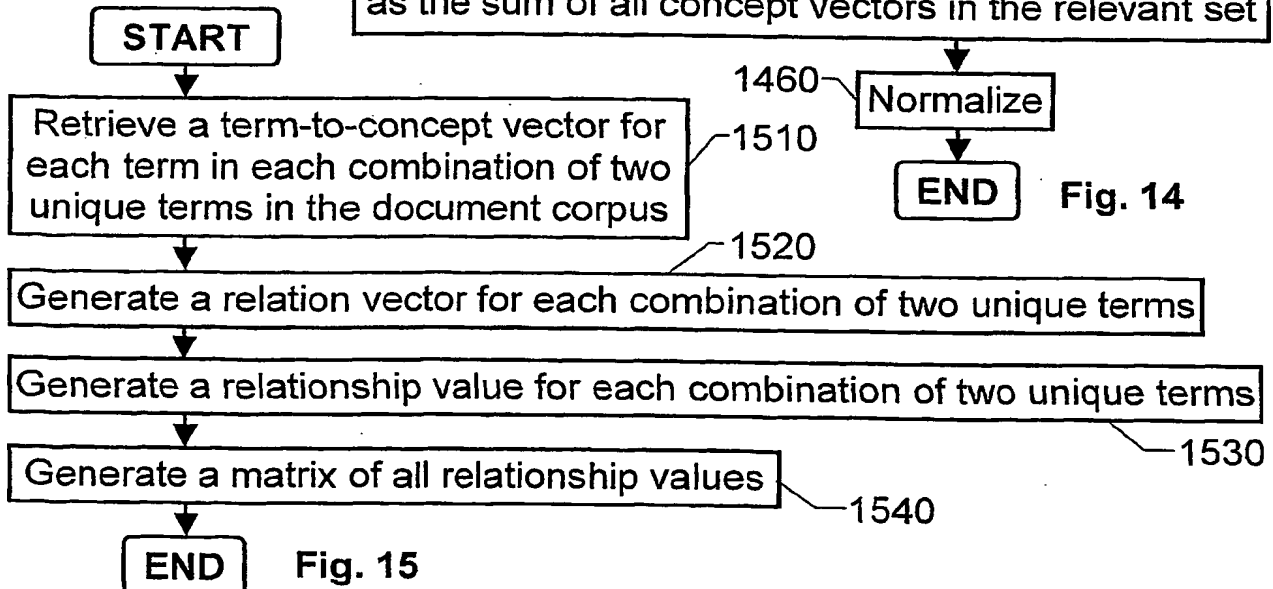 as the sum of all concept vectors in the relevant set
1460
Normalize
END
Fig. 14
START
Retrieve a term-to-concept vector for
each term in each combination of two
unique terms in the document corpus
1510
1520
Generate a relation vector for each combination of two unique terms
Generate a relationship value for each combination of two unique terms
1530
Generate a matrix of all relationship values
1540
END
Fig. 15